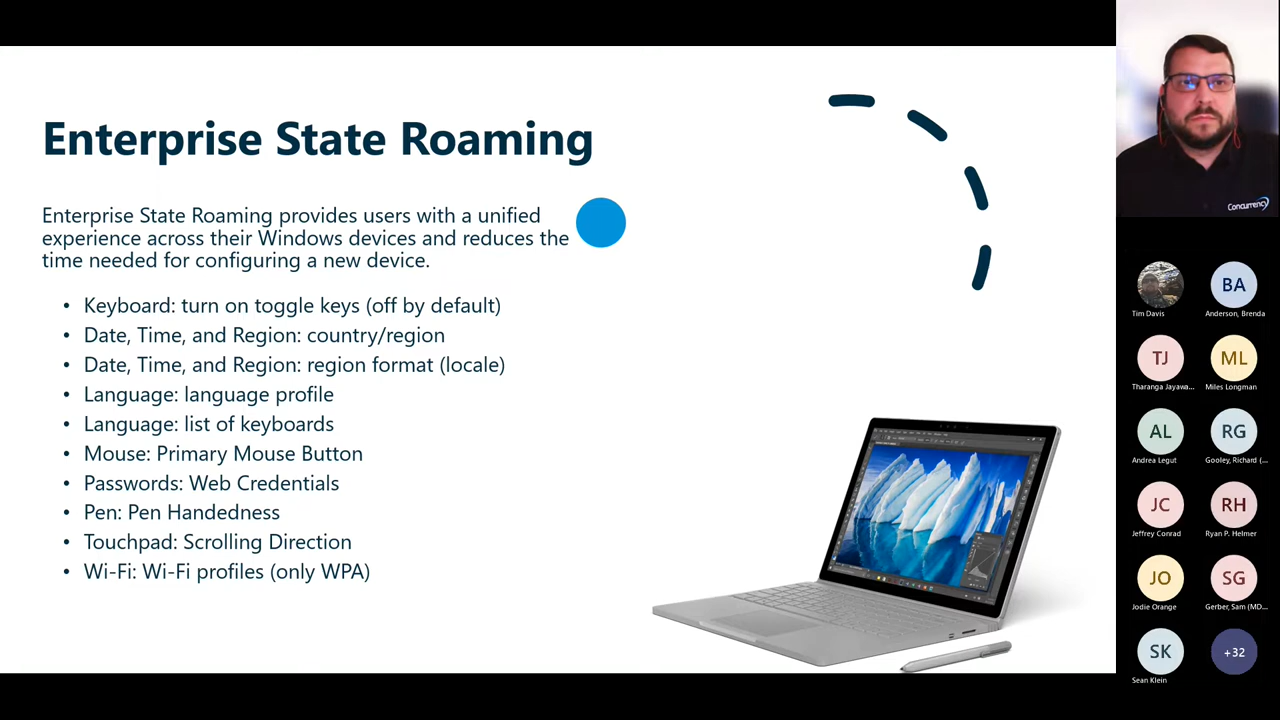 Enterprise State Roaming
Enterprise State Roaming provides users with a unified
experience across their Windows devices and reduces the
time needed for configuring a new device.
• Keyboard: turn on toggle keys (off by default)
• Date, Time, and Region: country/region
• Date, Time, and Region: region format (locale)
• Language: language profile
• Language: list of keyboards
• Mouse: Primary Mouse Button
• Passwords: Web Credentials
• Pen: Pen Handedness
• Touchpad: Scrolling Direction
• Wi-Fi: Wi-Fi profiles (only WPA)
Concurrency
Tim Davis
BA
Anderson, Brenda
TJ
Tharanga Jayawa...
ML
Miles Longman
AL
Andrea Legut
RG
Gooley, Richard (...
JC
Jeffrey Conrad
RH
Ryan P. Helmer
JO
Jodie Orange
SG
Gerber, Sam (MD...
SK
Sean Klein
+32